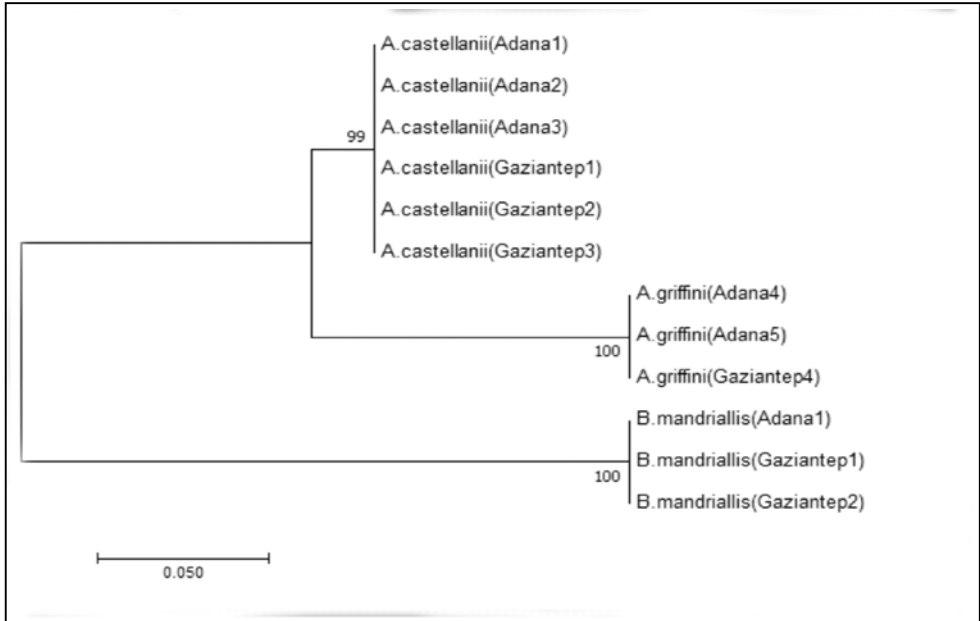 A.castellanii(Adana1)
A.castellanii(Adana2)
A.castellanii(Adana3)
99
A.castellanii(Gaziantep1)
A.castellanii(Gaziantep2)
A.castellanii(Gaziantep3)
A.griffini(Adana4)
A.griffini(Adana5)
100
A.griffini(Gaziantep4)
B.mandriallis(Adana1)
B.mandriallis(Gaziantep1)
100
B.mandriallis(Gaziantep2)
0.050